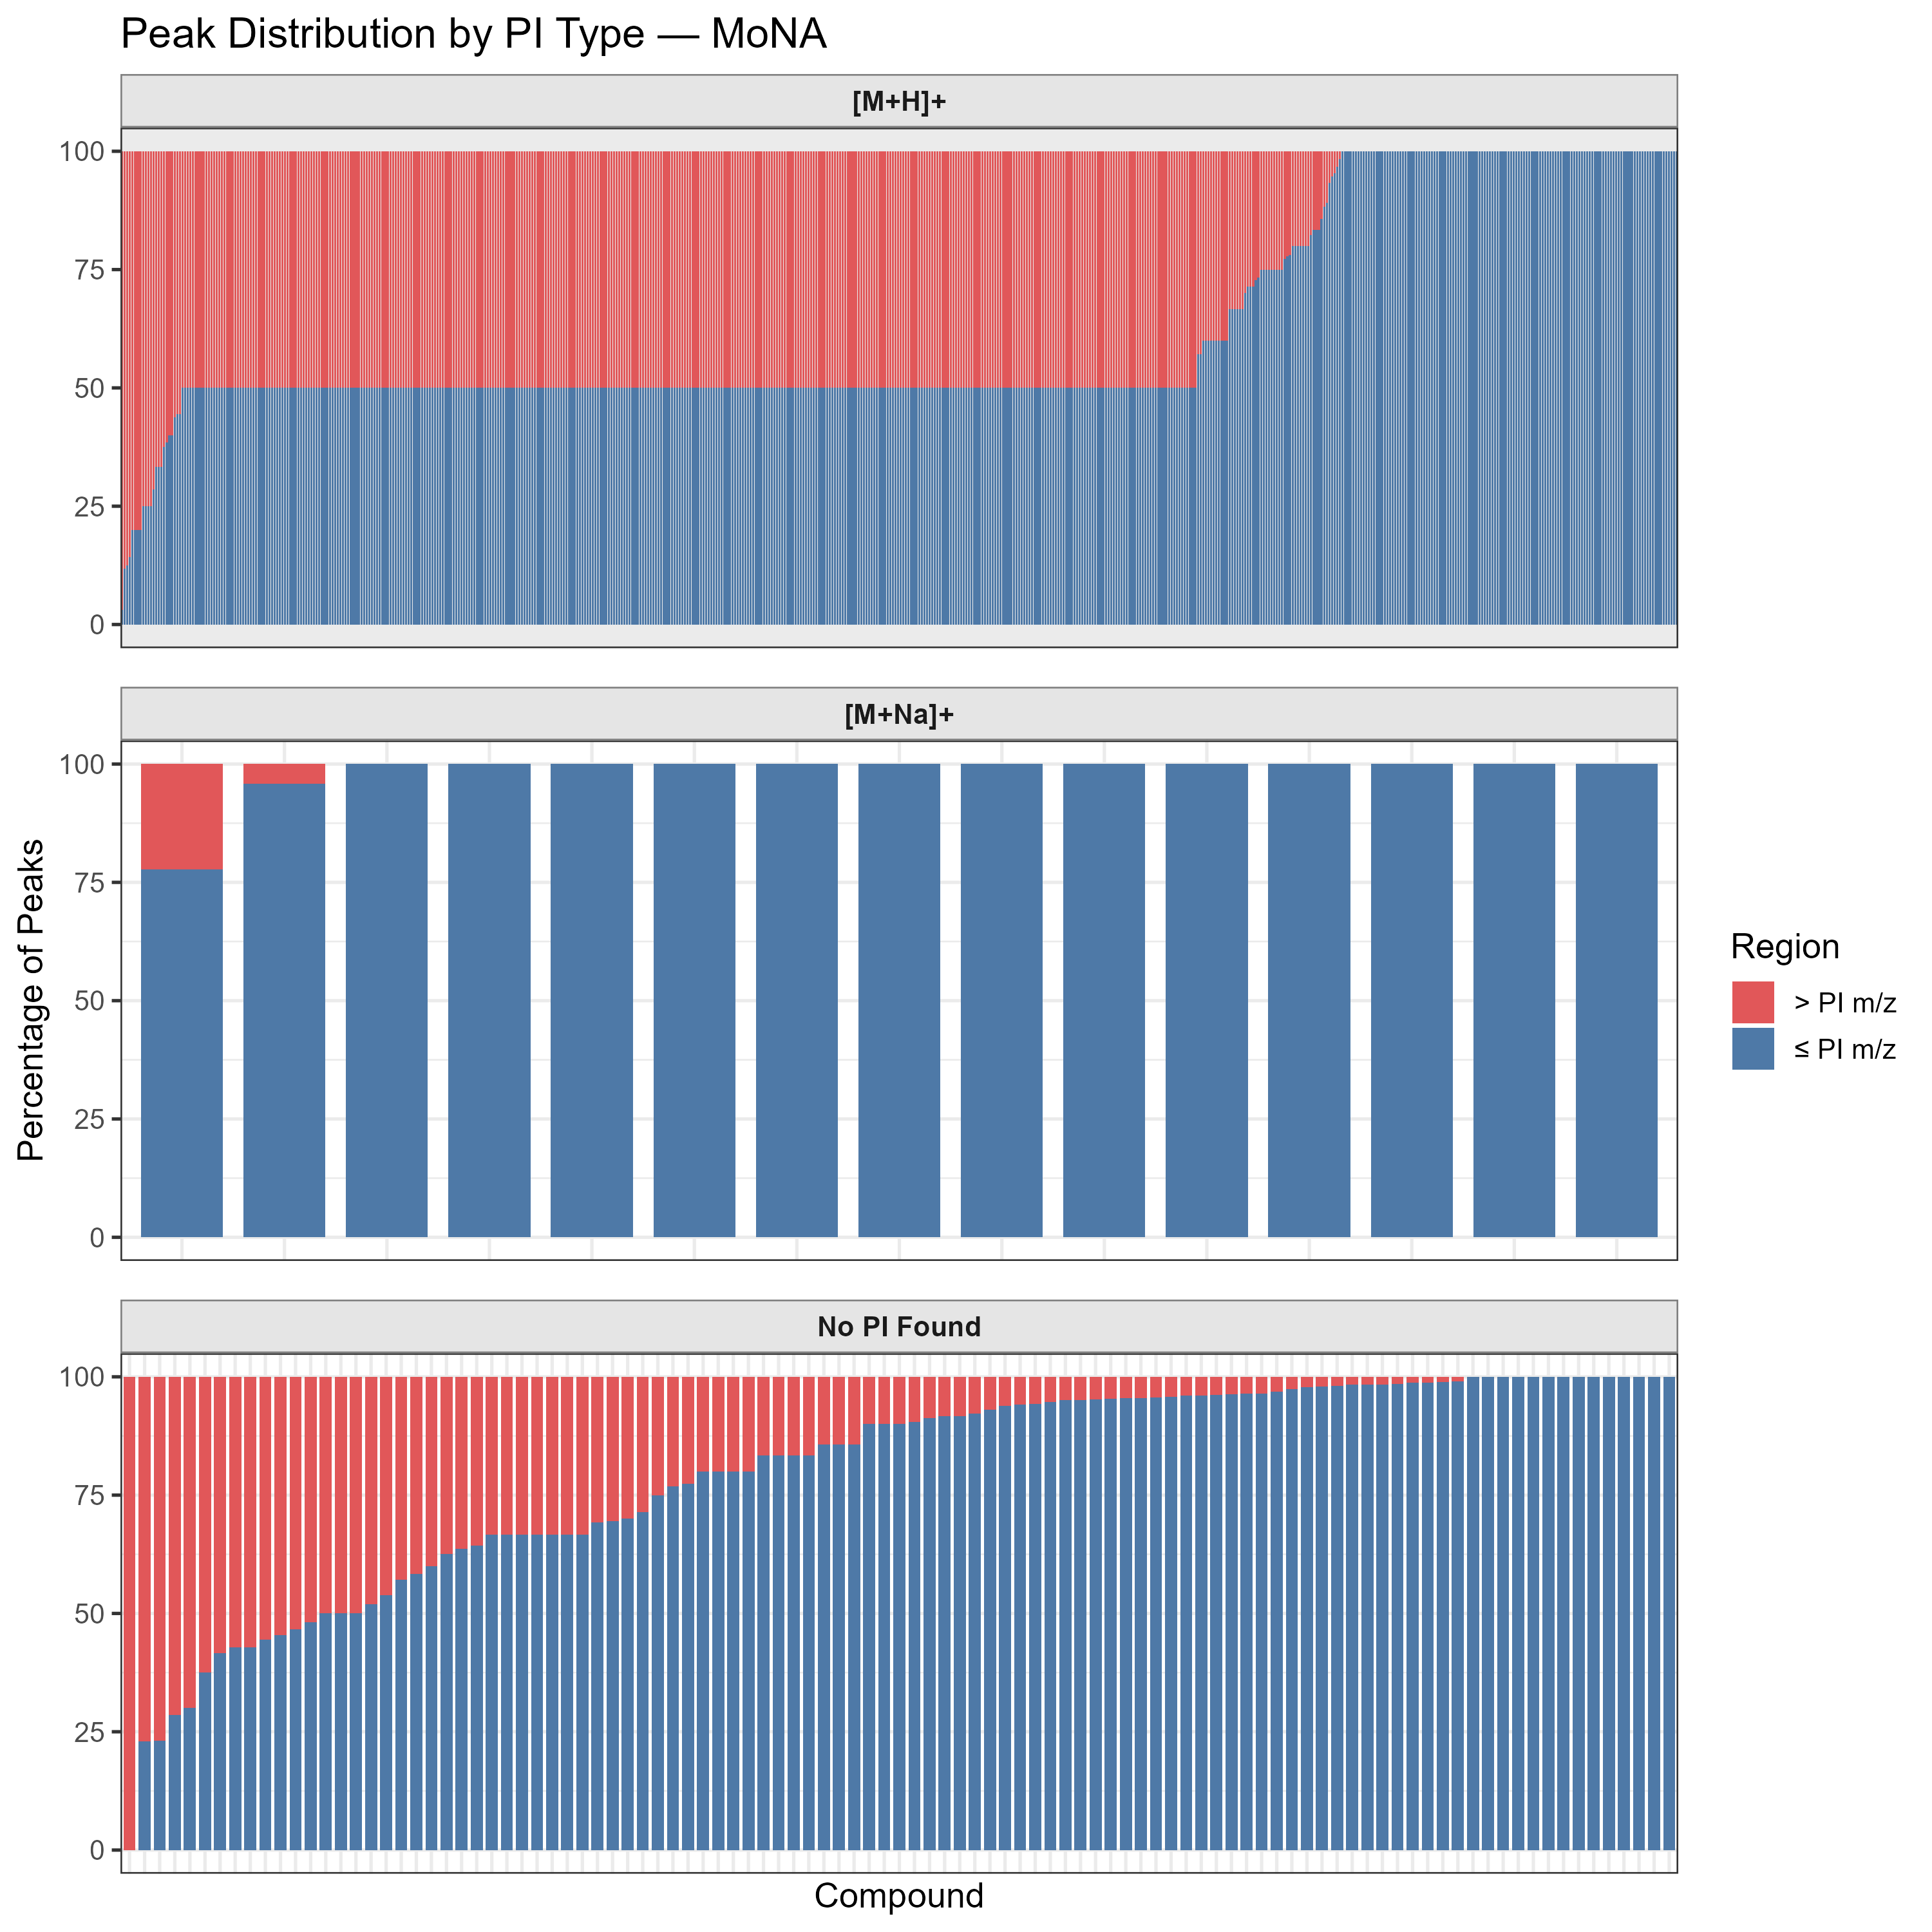 Peak Distribution by PI Type — MoNA
[M+H]+
100
75
50
25
0
[M+Na]+
100
75
50
25
0
Percentage of Peaks
Region
> PI m/z
≤ PI m/z
No PI Found
100
75
50
25
0
Compound